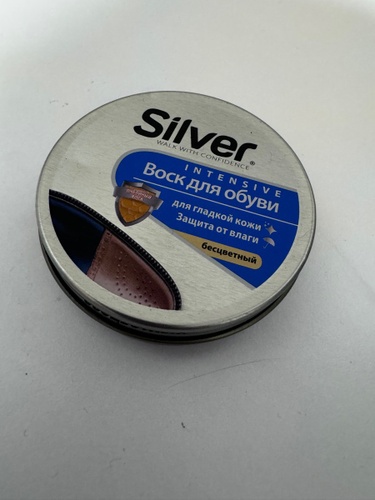 Silver®
WALK WITH CONFIDENCE
INTENSIVE
Воск для обуви
для гладкой кожи
Защита от влаги
бесцветный